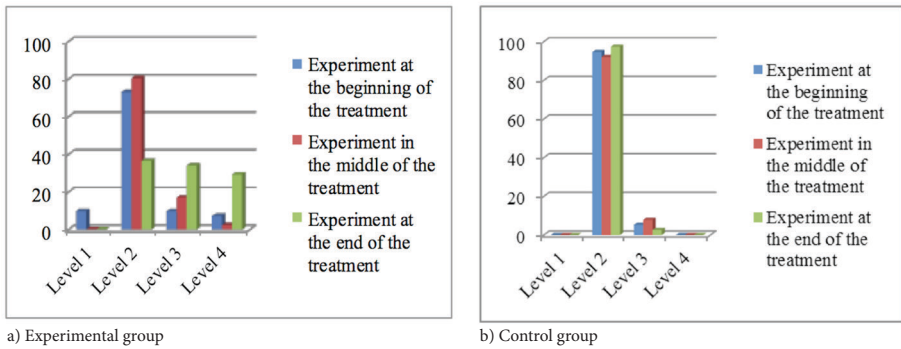 100
80
60
40
20
0
Level 1
Level 2
Level 3
Level 4
Experiment at
the beginning of
the treatment
Experiment in
the middle of the
treatment
Experiment at
the end of the
treatment
a) Experimental group
100
80
60
40
20
0
Level 1
Level 2
Level 3
Level 4
Experiment at
the beginning
of the treatment
Experiment in
the middle of the
treatment
Experiment at
the end of the
treatment
b) Control group